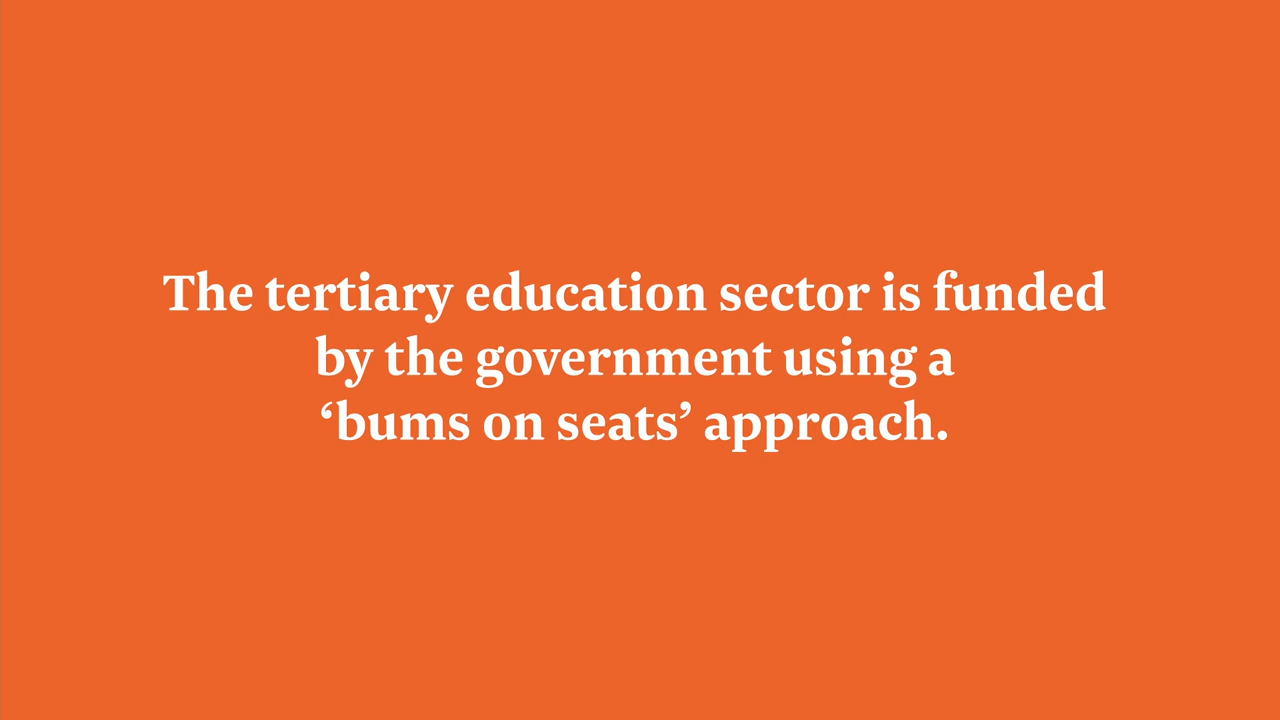 The tertiary education sector is funded
by the government using a
‘bums on seats’ approach.